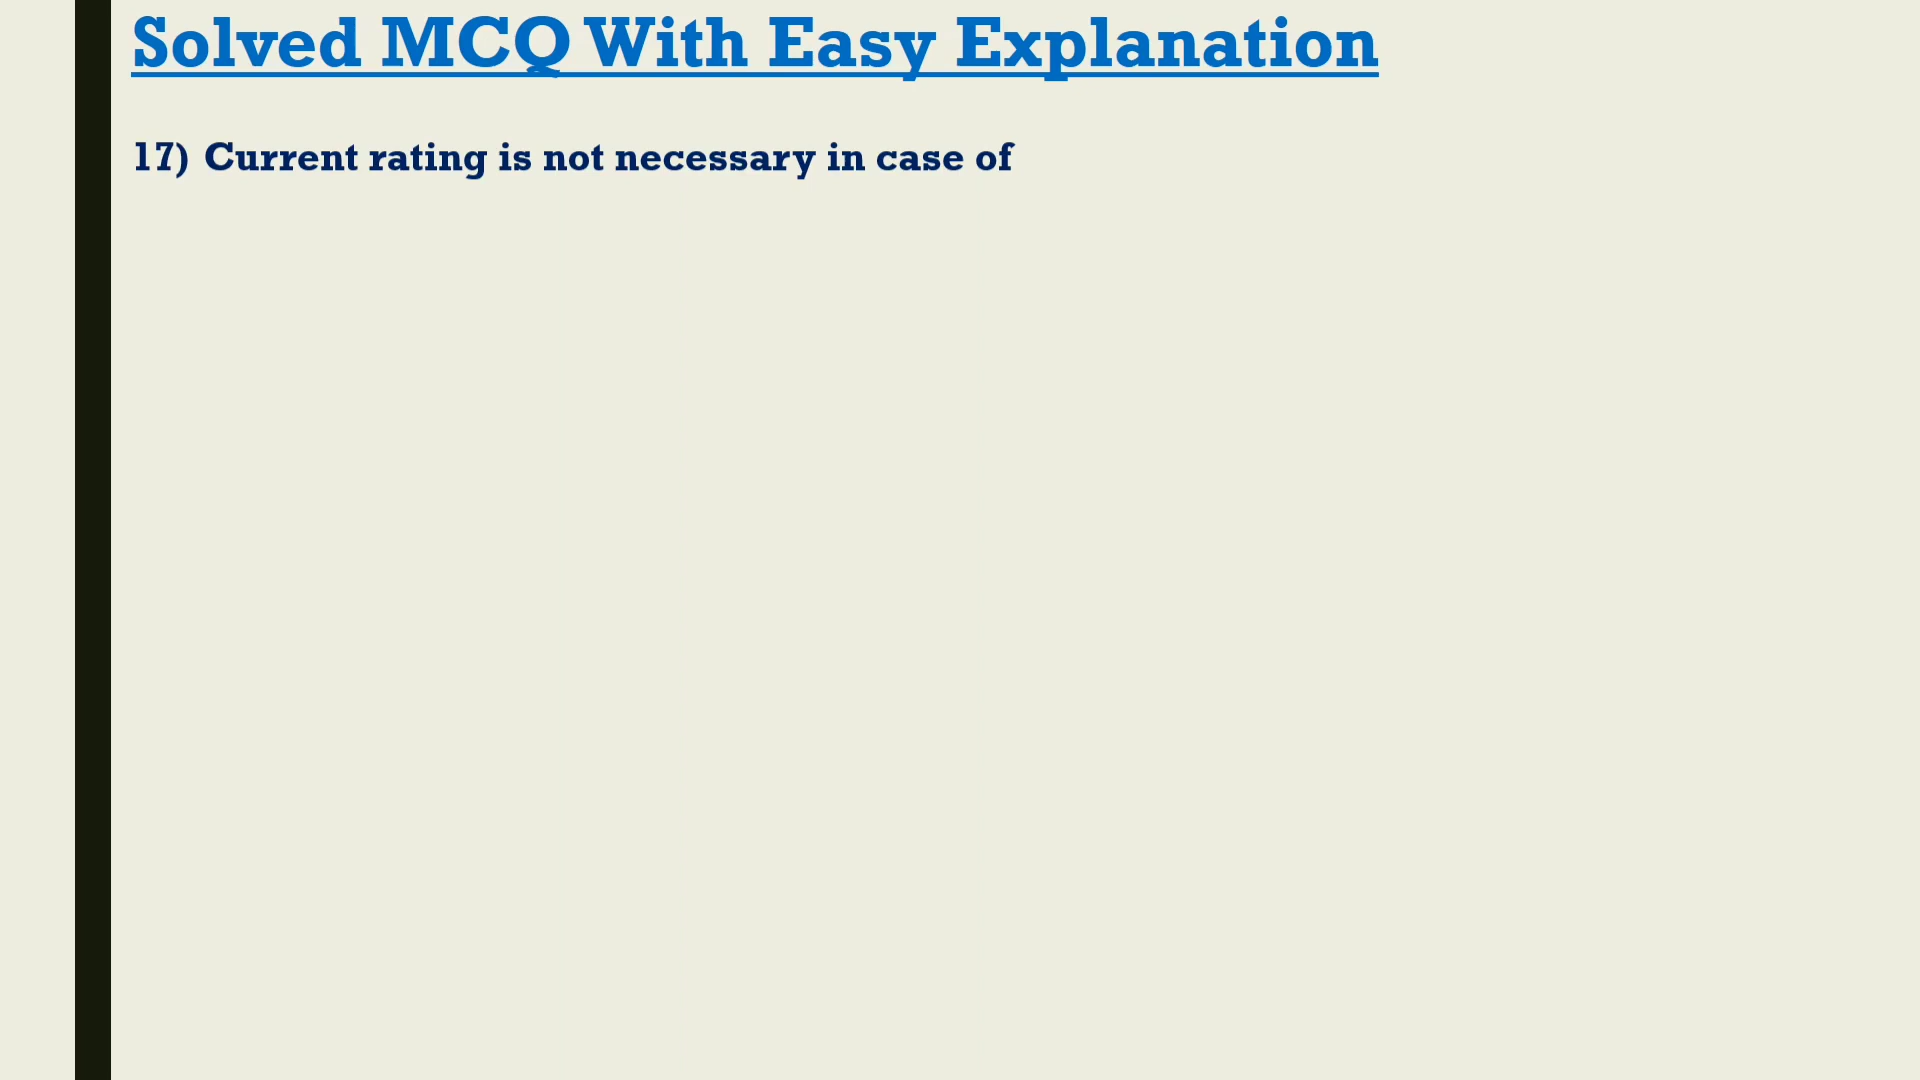 Solved MCQ With Easy Explanation
17) Current rating is not necessary in case of